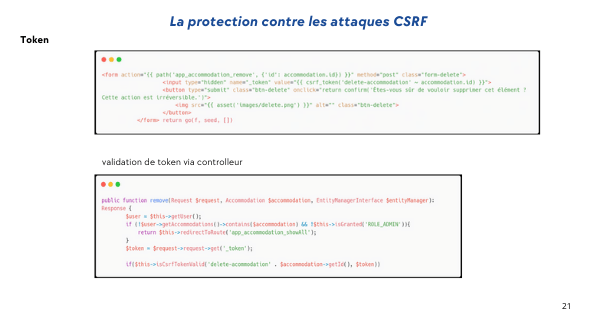 La protection contre les attaques CSRF
Token
<form action="{{ path('app_accommodation_remove', {'id': accommodation.id}) }}" method="post" class="form-delete">
<input type="hidden" name="_token" value="{{ csrf_token('delete-accommodation' ~ accommodation.id) }}">
<button type="submit" class="btn-delete" onclick="return confirm('Êtes-vous sûr de vouloir supprimer cet élément ?
Cette action est irréversible.')">
<img src="{{ asset('images/delete.png') }}" alt="" class="btn-delete">
</button>
</form> return go(f, seed, [])
validation de token via controlleur
public function remove(Request $request, Accommodation $accommodation, EntityManagerInterface $entityManager):
Response {
$user = $this->getUser();
if (!$user->getAccommodations()->contains($accommodation) && !$this->isGranted('ROLE_ADMIN')){
return $this->redirectToRoute('app_accommodation_showAll');
}
$token = $request->request->get('_token');
if($this->isCsrfTokenValid('delete-acommodation' . $accommodation->getId(), $token))
21